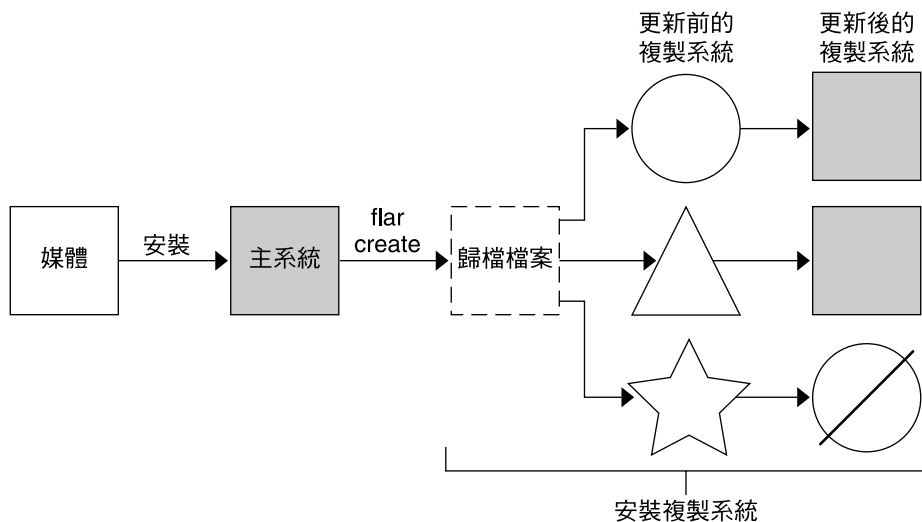 更新前的
複製系統
更新後的
複製系統
媒體
安裝
主系統
flar
create
歸檔檔案
安裝複製系統